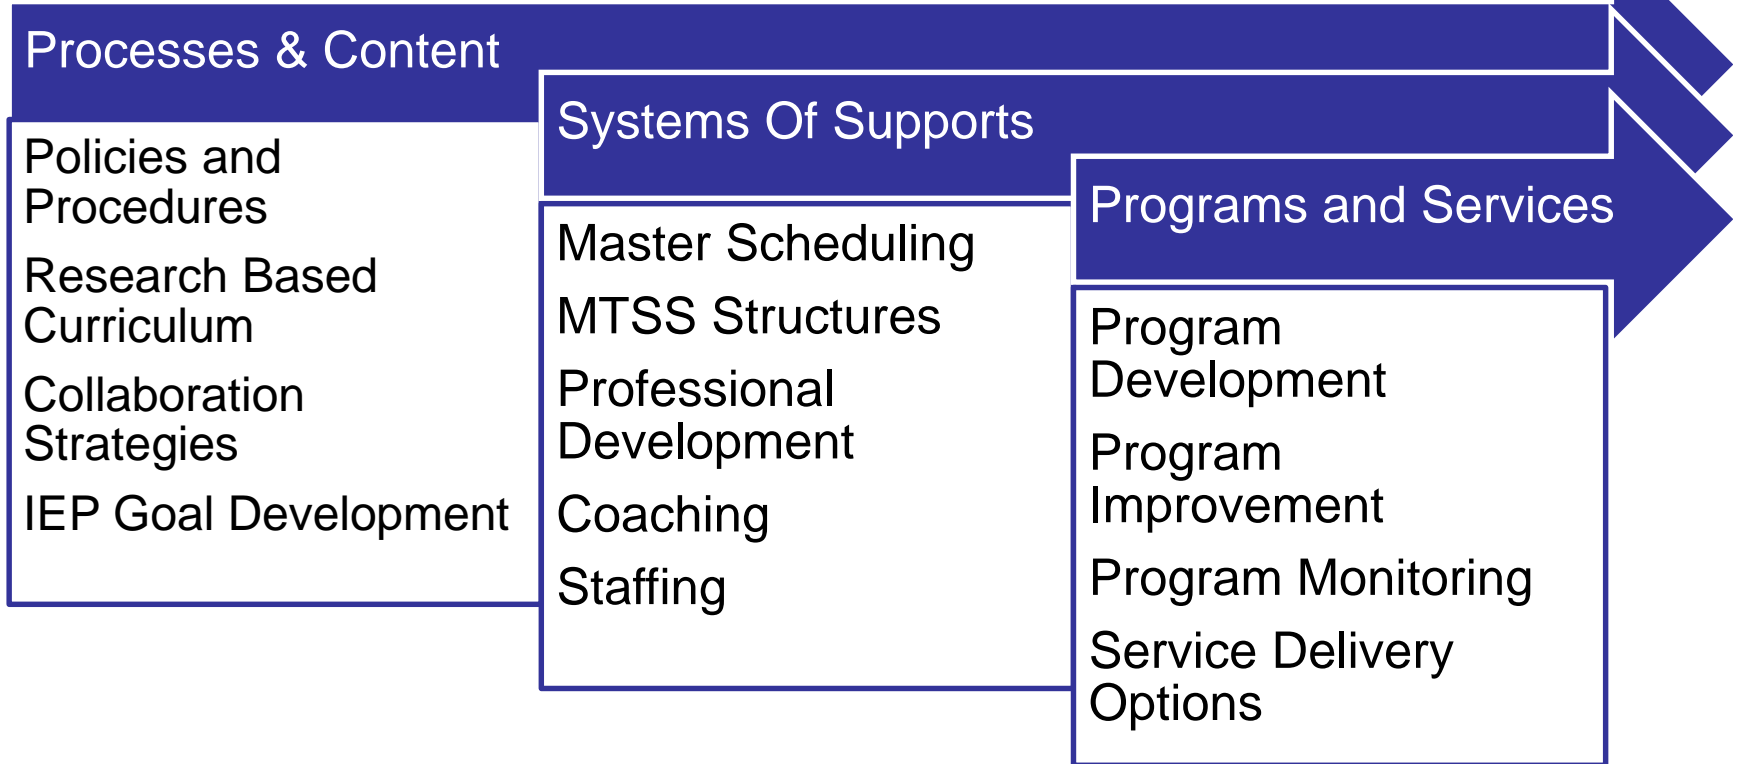 Processes & Content
Policies and
Procedures
Research Based
Curriculum
Collaboration
Strategies
IEP Goal Development
Systems Of Supports
Master Scheduling
MTSS Structures
Professional
Development
Coaching
Staffing
Programs and Services
Program
Development
Program
Improvement
Program Monitoring
Service Delivery
Options